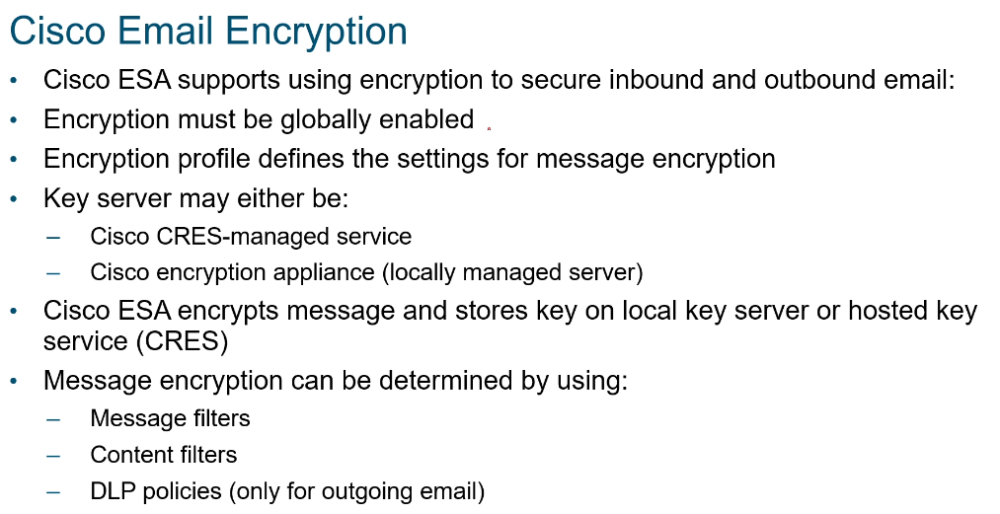 Cisco Email Encryption
• Cisco ESA supports using encryption to secure inbound and outbound email:
• Encryption must be globally enabled
• Encryption profile defines the settings for message encryption
• Key server may either be:
– Cisco CRES-managed service
– Cisco encryption appliance (locally managed server)
• Cisco ESA encrypts message and stores key on local key server or hosted key
service (CRES)
• Message encryption can be determined by using:
– Message filters
– Content filters
– DLP policies (only for outgoing email)